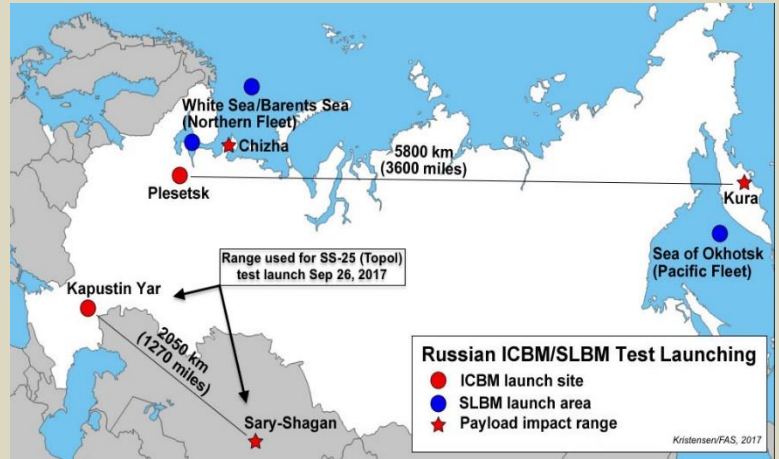 White Sea/Barents Sea
(Northern Fleet)
Chizha
Plesetsk
5800 km
(3600 miles)
Kura
Sea of Okhotsk
(Pacific Fleet)
Range used for SS-25 (Topol)
test launch Sep 26, 2017
Kapustin Yar
2050 km
(1270 miles)
Sary-Shagan
Russian ICBM/SLBM Test Launching
ICBM launch site
SLBM launch area
Payload impact range
Kristensen/FAS, 2017